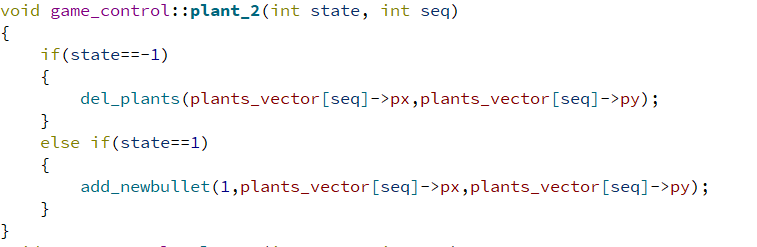 void game_control::plant_2(int state, int seq)
{
    if(state==-1)
    {
        del_plants(plants_vector[seq]->px,plants_vector[seq]->py);
    }
    else if(state==1)
    {
        add_newbullet(1,plants_vector[seq]->px,plants_vector[seq]->py);
    }
}